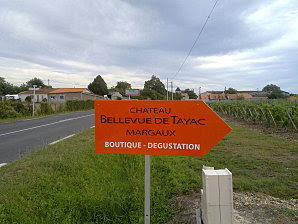 CHATEAU
BELLEVUE DE TAYAC
MARGAUX
BOUTIQUE - DEGUSTATION